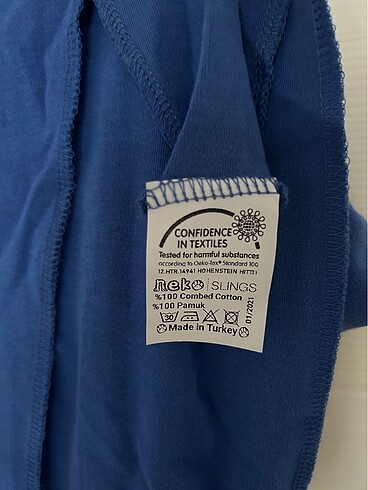 CONFIDENCE
IN TEXTILES
Tested for harmful substances
according to Oeko-Tex® Standard 100
12.HTR.14941 HOHENSTEIN HTTI
neko SLINGS
%100 Combed Cotton
%100 Pamuk
01/2021
30
Made in Turkey